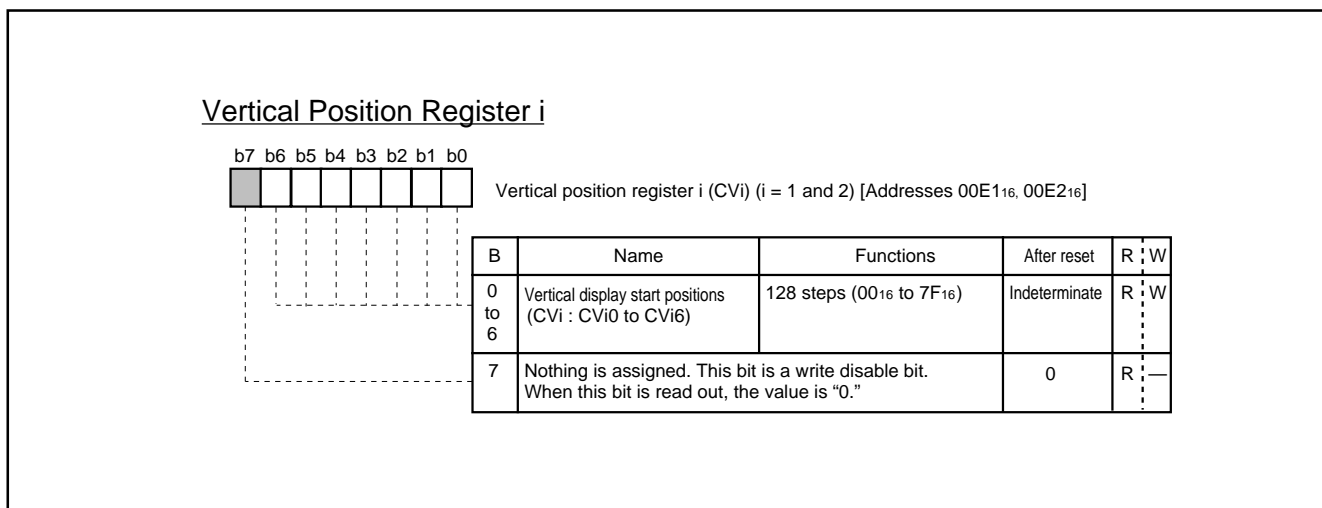 Vertical Position Register i
b7 b6 b5 b4 b3 b2 b1 b0
Vertical position register i (CVi) (i = 1 and 2) [Addresses 00E116, 00E216]
B Name Functions After reset R W
0 to 6 Vertical display start positions (CVi : CVi0 to CVi6) 128 steps (0016 to 7F16) Indeterminate R W
7 Nothing is assigned. This bit is a write disable bit. When this bit is read out, the value is “0.” 0 R —